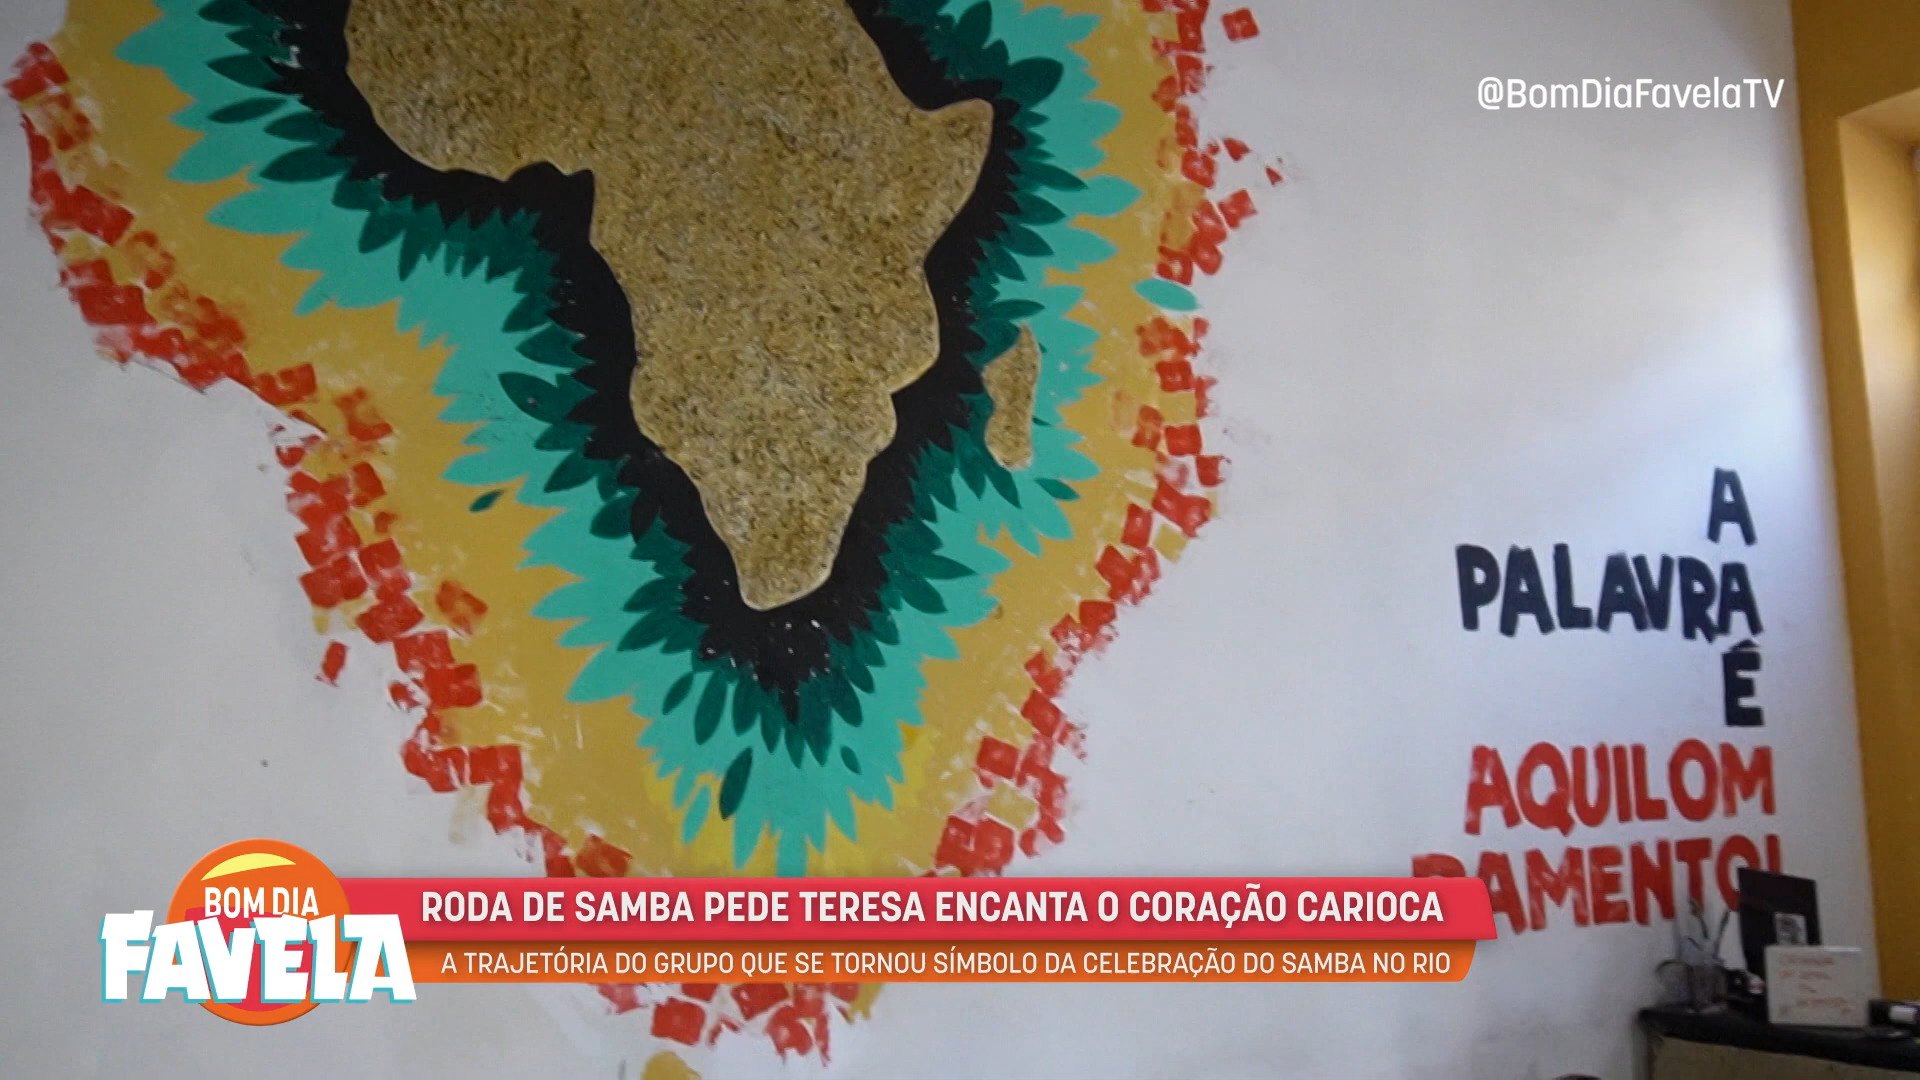 @BomDiaFavelaTV
A
PALAVRA
É
AQUILOM
BAMENTO!
BOM DIA
FAVELA
RODA DE SAMBA PEDE TERESA ENCANTA O CORAÇÃO CARIOCA
A TRAJETÓRIA DO GRUPO QUE SE TORNOU SÍMBOLO DA CELEBRAÇÃO DO SAMBA NO RIO